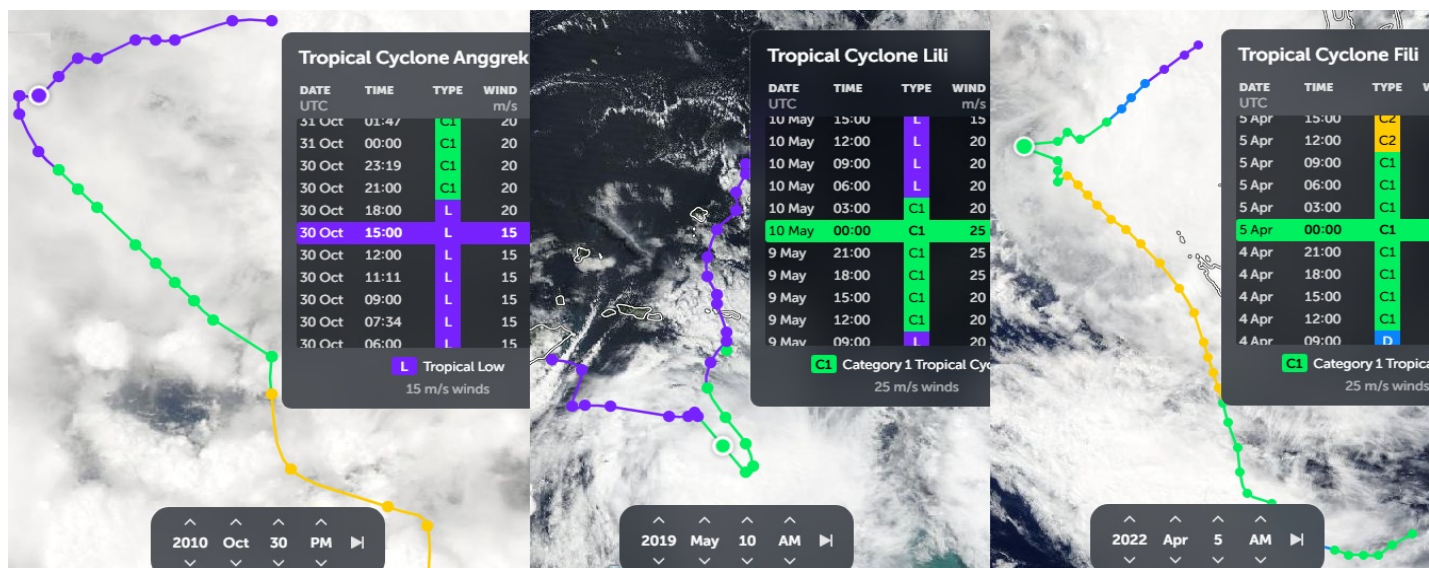 Tropical Cyclone Anggrek
DATE TIME TYPE WIND
UTC m/s
31 Oct 01:47 C1 20
31 Oct 00:00 C1 20
30 Oct 23:19 C1 20
30 Oct 21:00 C1 20
30 Oct 18:00 L 20
30 Oct 15:00 L 15
30 Oct 12:00 L 15
30 Oct 11:11 L 15
30 Oct 09:00 L 15
30 Oct 07:34 L 15
30 Oct 06:00 L 15
L Tropical Low
15 m/s winds
2010 Oct 30 PM
Tropical Cyclone Lili
DATE TIME TYPE WIND
UTC m/s
10 May 15:00 L 15
10 May 12:00 L 20
10 May 09:00 L 20
10 May 06:00 L 20
10 May 03:00 C1 20
10 May 00:00 C1 25
9 May 21:00 C1 25
9 May 18:00 C1 25
9 May 15:00 C1 20
9 May 12:00 C1 20
9 May 09:00 L 20
C1 Category 1 Tropical Cyc
25 m/s winds
2019 May 10 AM
Tropical Cyclone Fili
DATE TIME TYPE
UTC
5 Apr 15:00 C2
5 Apr 12:00 C2
5 Apr 09:00 C1
5 Apr 06:00 C1
5 Apr 03:00 C1
5 Apr 00:00 C1
4 Apr 21:00 C1
4 Apr 18:00 C1
4 Apr 15:00 C1
4 Apr 12:00 C1
4 Apr 09:00 D
C1 Category 1 Tropica
25 m/s winds
2022 Apr 5 AM